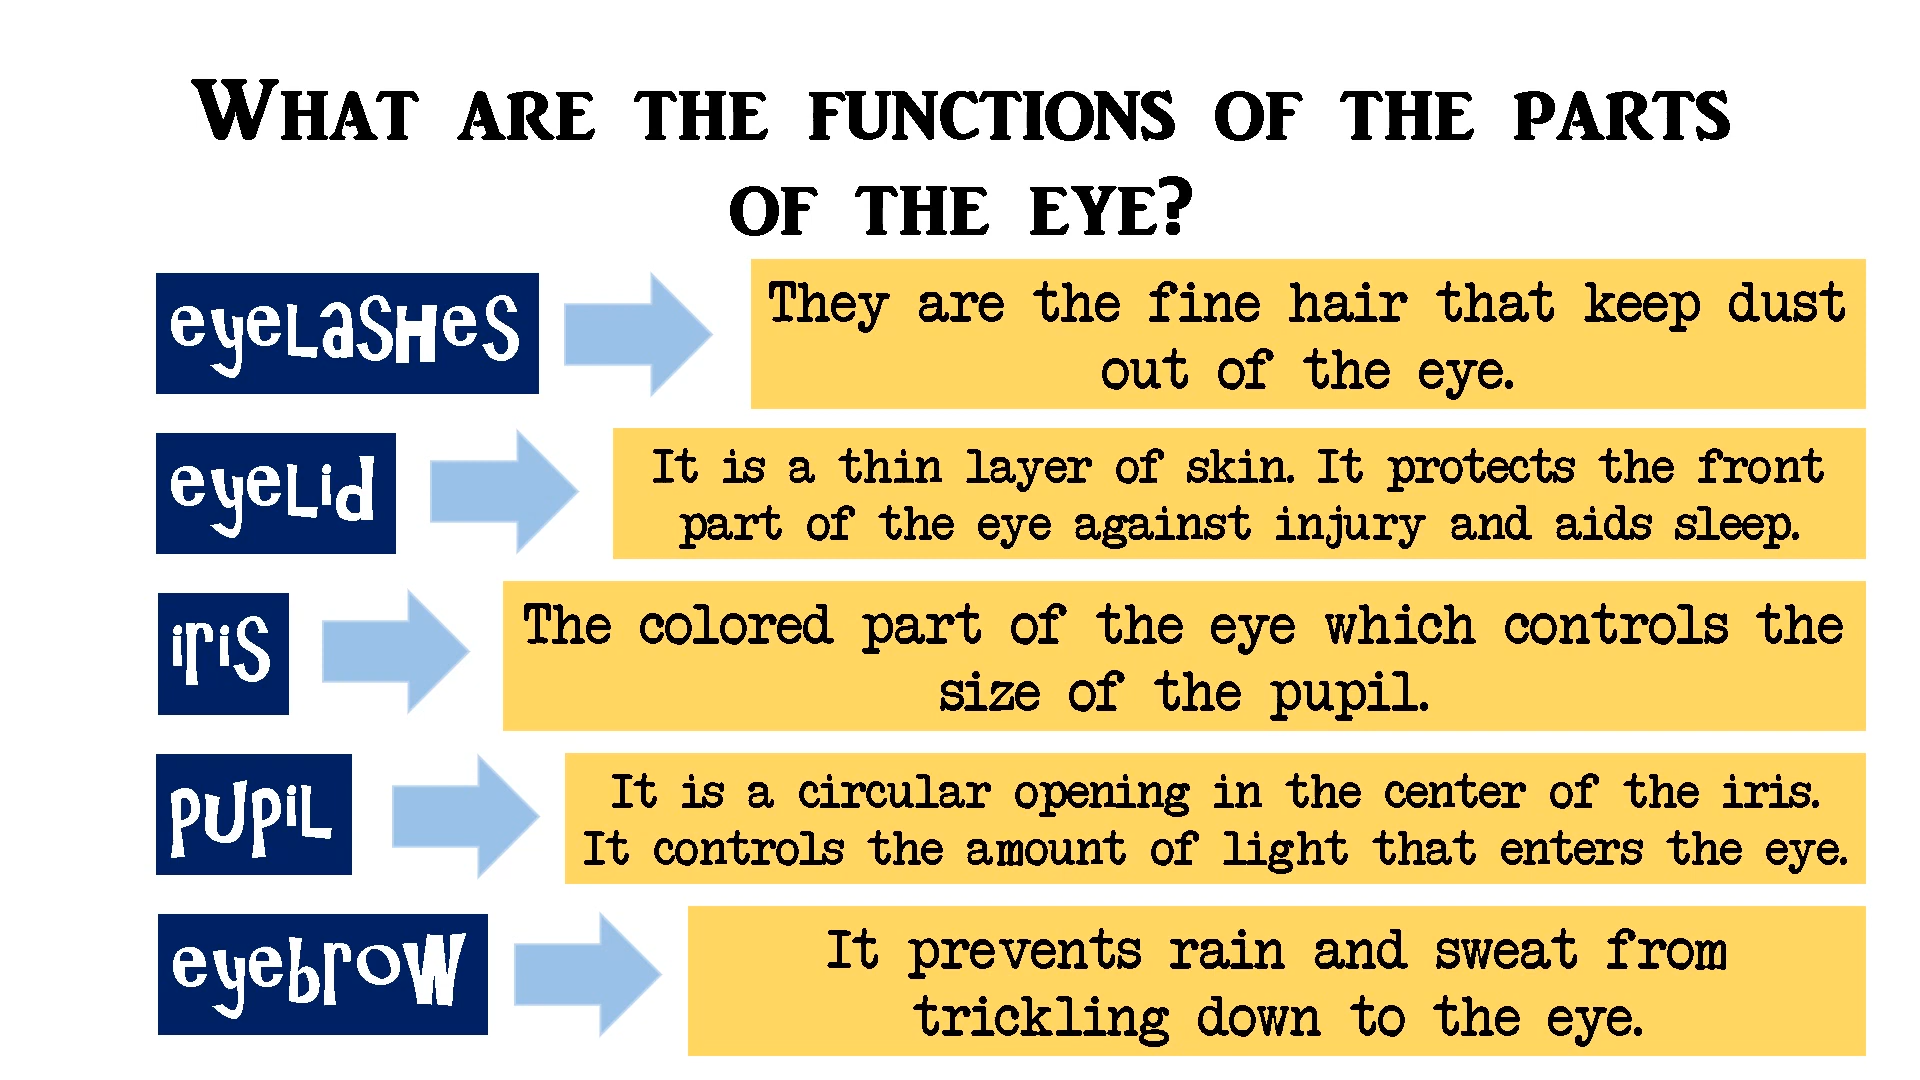 What are the functions of the parts
of the eye?
eyelashes
They are the fine hair that keep dust
out of the eye.
eyelid
It is a thin layer of skin. It protects the front
part of the eye against injury and aids sleep.
iris
The colored part of the eye which controls the
size of the pupil.
pupil
It is a circular opening in the center of the iris.
It controls the amount of light that enters the eye.
eyebrow
It prevents rain and sweat from
trickling down to the eye.